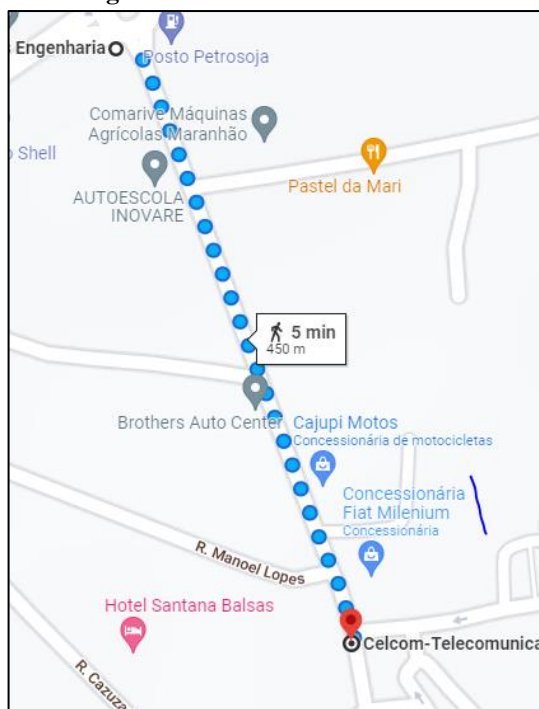 Engenharia
Posto Petrosoja
Comarive Máquinas
Agrícolas Maranhão
Shell
Pastel da Mari
AUTOESCOLA
INOVARE
5 min
450 m
Brothers Auto Center
Cajupi Motos
Concessionária de motocicletas
Concessionária
Fiat Milenium
Concessionária
R. Manoel Lopes
Hotel Santana Balsas
R. Cazuza
Celcom-Telecomunica